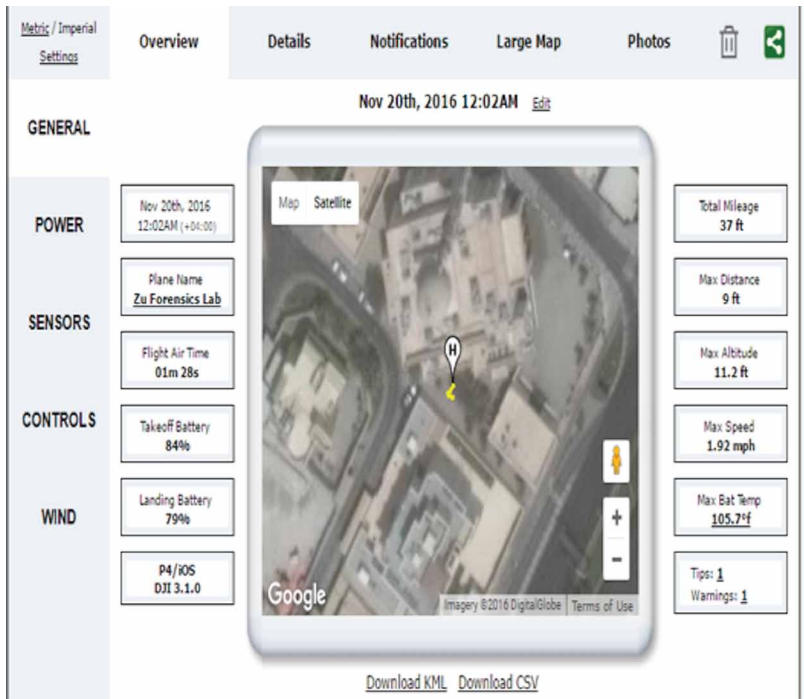 Metric / Imperial
Settings
Overview
Details
Notifications
Large Map
Photos
GENERAL
POWER
SENSORS
CONTROLS
WIND
Nov 20th, 2016 12:02AM Edit
Nov 20th, 2016
12:02AM (+04:00)
Plane Name
Zu Forensics Lab
Flight Air Time
01m 28s
Takeoff Battery
84%
Landing Battery
79%
P4/iOS
DJI 3.1.0
Map Satellite
H
+
−
Google
Imagery ©2016 DigitalGlobe
Terms of Use
Total Mileage
37 ft
Max Distance
9 ft
Max Altitude
11.2 ft
Max Speed
1.92 mph
Max Bat Temp
105.7°f
Tips: 1
Warnings: 1
Download KML Download CSV